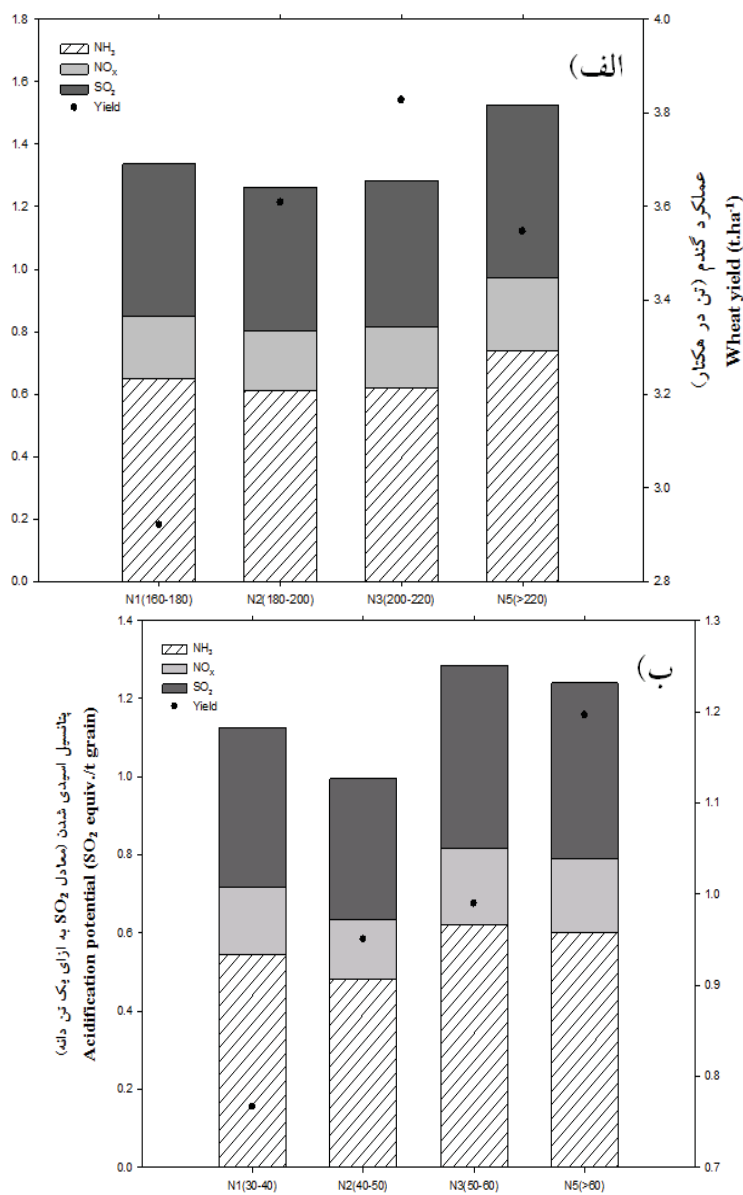 الف)
NH₃
NOₓ
SO₂
Yield
1.8
1.6
1.4
1.2
1.0
0.8
0.6
0.4
0.2
0.0
4.0
3.8
3.6
3.4
3.2
3.0
2.8
عملکرد گندم (تن در هکتار)
Wheat yield (t.ha⁻¹)
N1(160-180)
N2(180-200)
N3(200-220)
N5(>220)
ب)
NH₃
NOₓ
SO₂
Yield
1.4
1.2
1.0
0.8
0.6
0.4
0.2
0.0
1.3
1.2
1.1
1.0
0.9
0.8
0.7
پتانسیل اسیدی شدن (معادل SO₂ به ازای یک تن دانه)
Acidification potential (SO₂ equiv./t grain)
N1(30-40)
N2(40-50)
N3(50-60)
N5(>60)